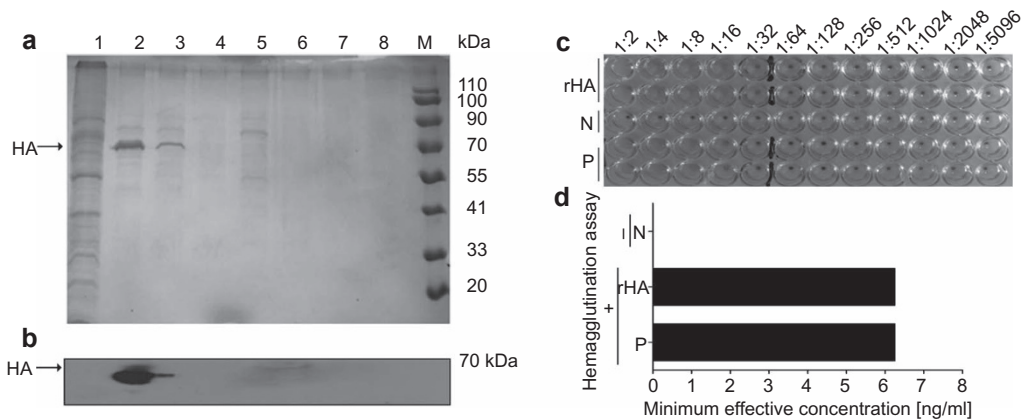 a
1 2 3 4 5 6 7 8 M kDa
110
100
90
HA 70
55
41
33
20
b
HA 70 kDa
c
1:2 1:4 1:8 1:16 1:32 1:64 1:128 1:256 1:512 1:1024 1:2048 1:5096
rHA
N
P
d
Hemagglutination assay
– N
+ rHA
P
0 1 2 3 4 5 6 7 8
Minimum effective concentration [ng/ml]